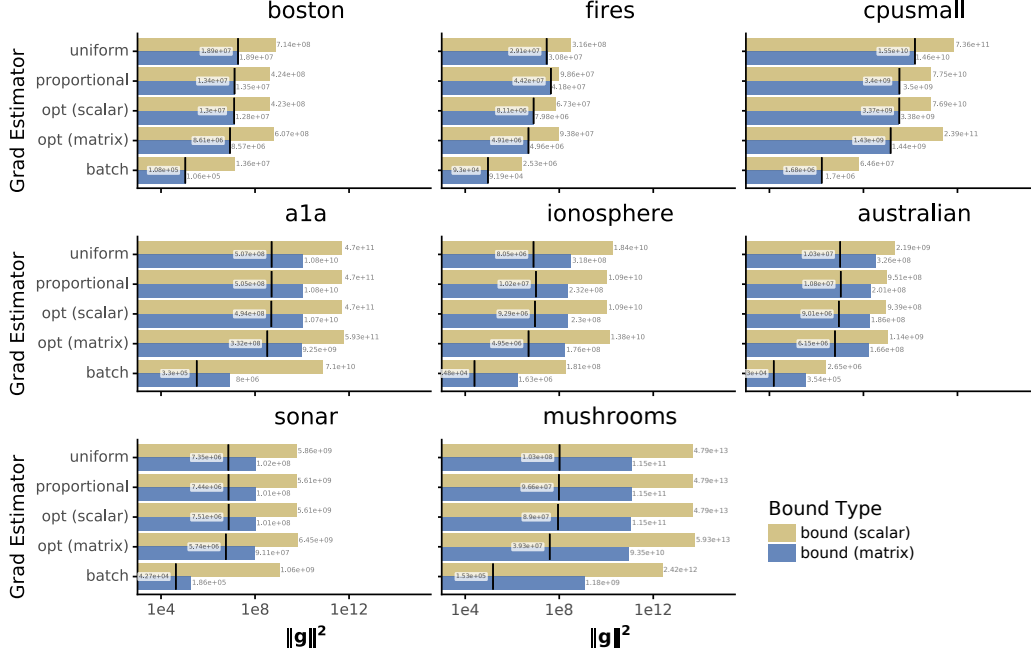 boston
fires
cpusmall
Grad Estimator
uniform
proportional
opt (scalar)
opt (matrix)
batch
1.89e+07
7.14e+08
1.89e+07
1.34e+07
4.24e+08
1.35e+07
1.3e+07
4.23e+08
1.28e+07
8.61e+06
6.07e+08
8.57e+06
1.08e+05
1.36e+07
1.06e+05
2.91e+07
3.16e+08
3.08e+07
4.42e+07
9.86e+07
4.18e+07
8.11e+06
6.73e+07
7.98e+06
4.91e+06
9.38e+07
4.96e+06
9.3e+04
2.53e+06
9.19e+04
1.55e+10
7.36e+11
1.46e+10
3.4e+09
7.75e+10
3.5e+09
3.37e+09
7.69e+10
3.38e+09
1.43e+09
2.39e+11
1.44e+09
1.68e+06
6.46e+07
1.7e+06
a1a
ionosphere
australian
Grad Estimator
uniform
proportional
opt (scalar)
opt (matrix)
batch
5.07e+08
4.7e+11
1.08e+10
5.05e+08
4.7e+11
1.08e+10
4.94e+08
4.7e+11
1.07e+10
3.32e+08
5.93e+11
9.25e+09
3.3e+05
7.1e+10
8e+06
8.05e+06
1.84e+10
3.18e+08
1.02e+07
1.09e+10
2.32e+08
9.29e+06
1.09e+10
2.3e+08
4.95e+06
1.38e+10
1.76e+08
.48e+04
1.81e+08
1.63e+06
1.03e+07
2.19e+09
3.26e+08
1.08e+07
9.51e+08
2.01e+08
9.01e+06
9.39e+08
1.86e+08
6.15e+06
1.14e+09
1.66e+08
3e+04
2.65e+06
3.54e+05
sonar
mushrooms
Grad Estimator
uniform
proportional
opt (scalar)
opt (matrix)
batch
7.35e+06
5.86e+09
1.02e+08
7.44e+06
5.61e+09
1.01e+08
7.51e+06
5.61e+09
1.01e+08
5.74e+06
6.45e+09
9.11e+07
4.27e+04
1.06e+09
1.86e+05
1.03e+08
4.79e+13
1.15e+11
9.66e+07
4.79e+13
1.15e+11
8.9e+07
4.79e+13
1.15e+11
3.93e+07
5.93e+13
9.35e+10
1.53e+05
2.42e+12
1.18e+09
1e4 1e8 1e12
1e4 1e8 1e12
‖g‖²
‖g‖²
Bound Type
bound (scalar)
bound (matrix)